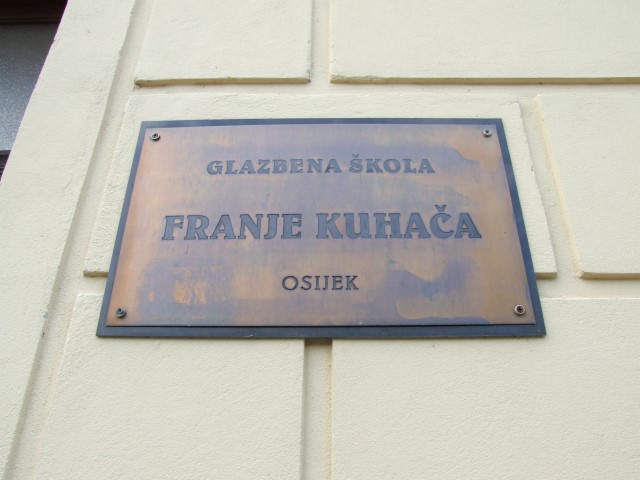 GLAZBENA ŠKOLA
FRANJE KUHAČA
OSIJEK